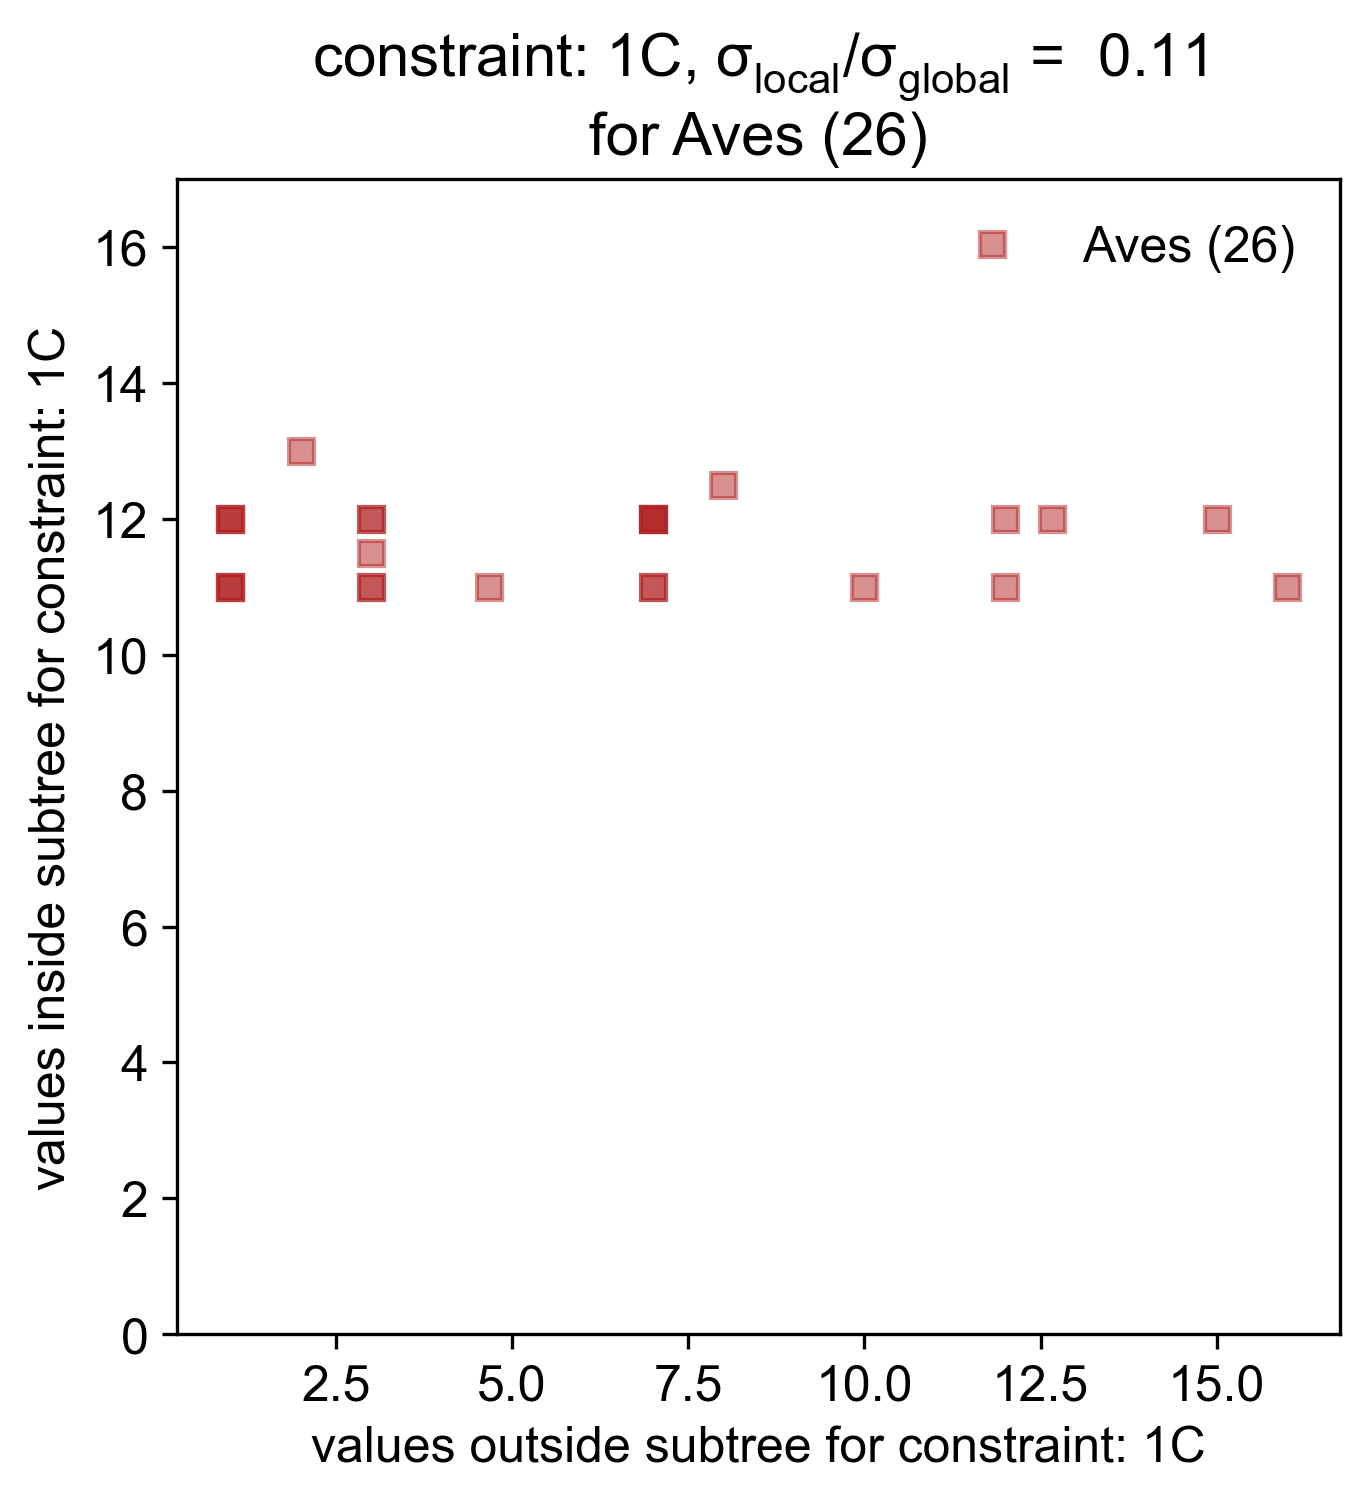 constraint: 1C, σlocal/σglobal = 0.11
for Aves (26)
Aves (26)
values inside subtree for constraint: 1C
16
14
12
10
8
6
4
2
0
2.5 5.0 7.5 10.0 12.5 15.0
values outside subtree for constraint: 1C